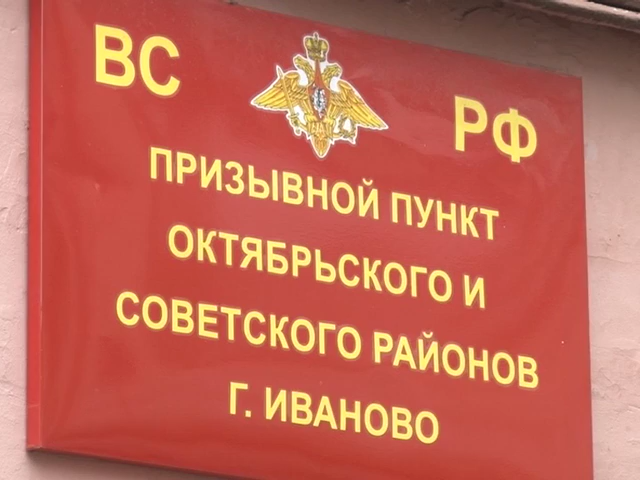 ВС РФ
ПРИЗЫВНОЙ ПУНКТ
ОКТЯБРЬСКОГО И
СОВЕТСКОГО РАЙОНОВ
Г. ИВАНОВО